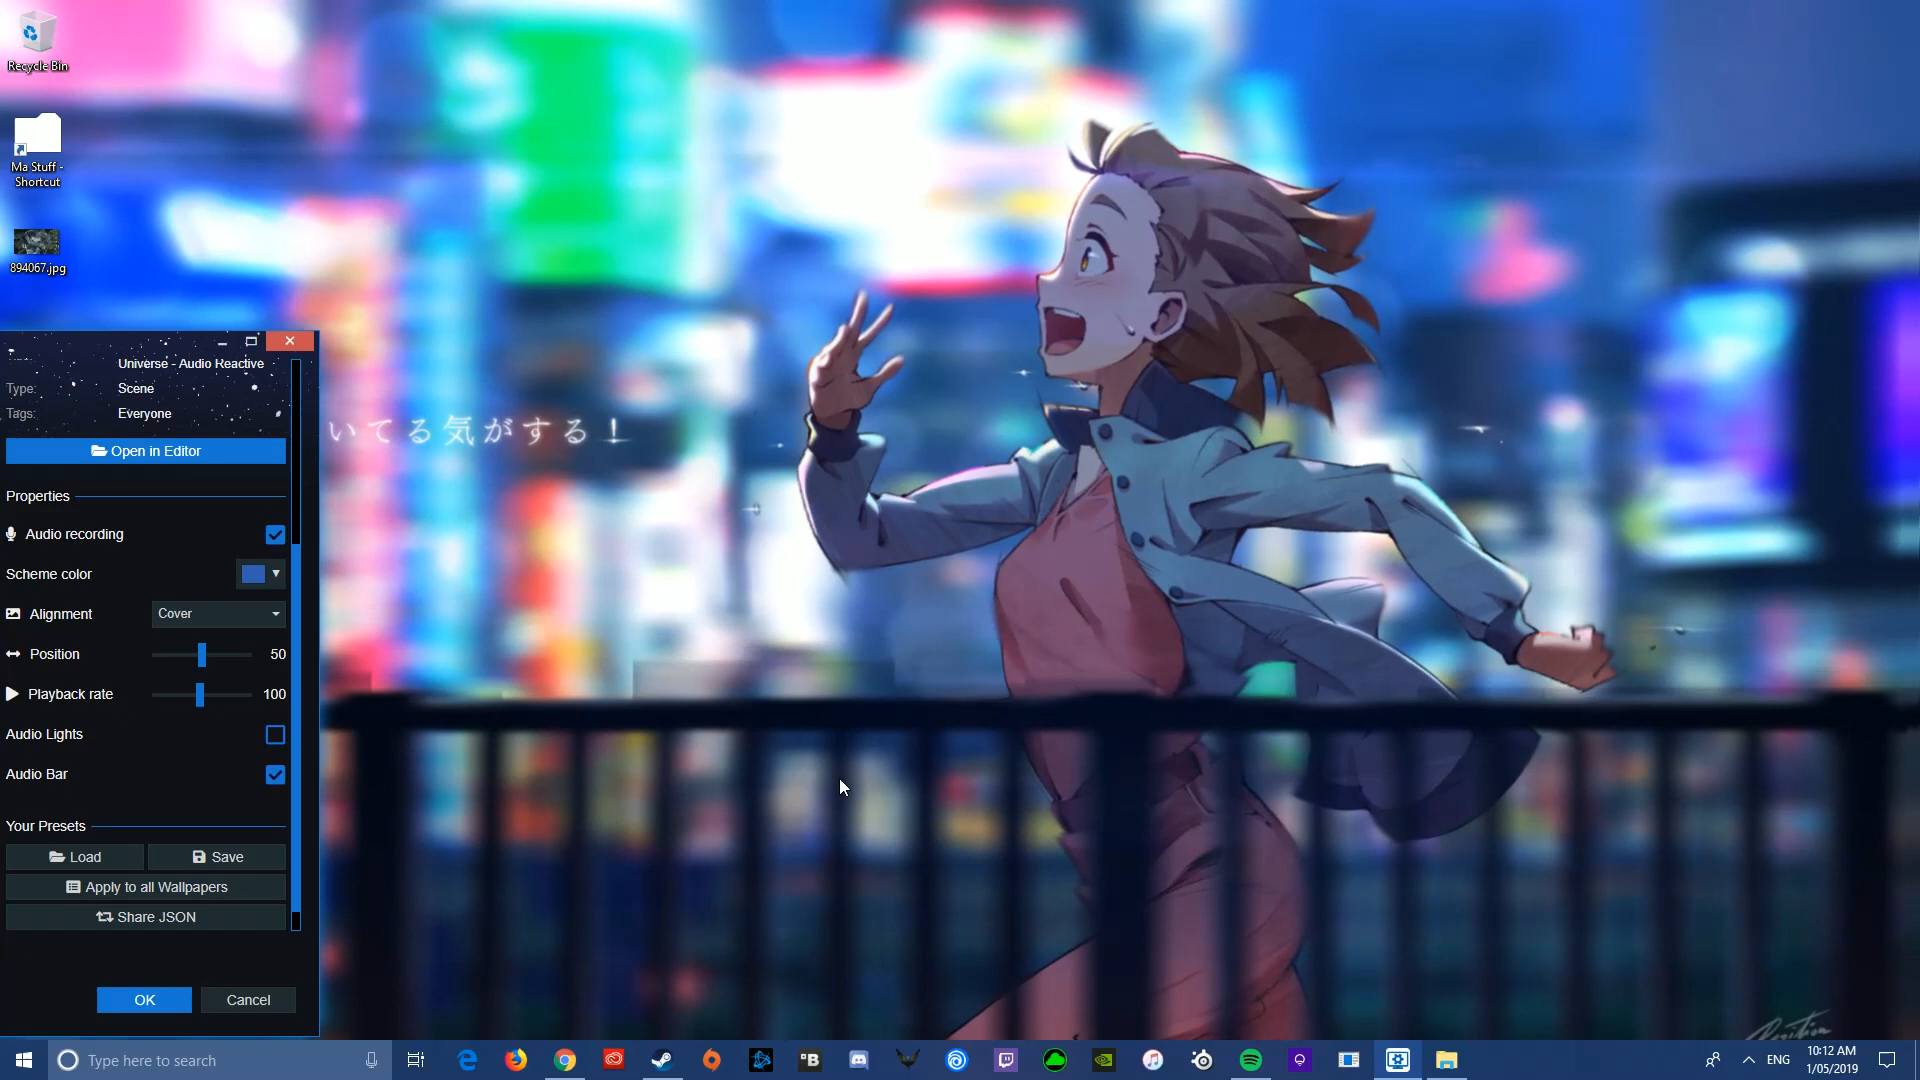 Recycle Bin
Ma Stuff -
Shortcut
894067.jpg
Universe - Audio Reactive
Type: Scene
Tags: Everyone
Open in Editor
いてる気がする！
Properties
Audio recording
Scheme color
Alignment Cover
Position 50
Playback rate 100
Audio Lights
Audio Bar
Your Presets
Load Save
Apply to all Wallpapers
Share JSON
OK Cancel
Type here to search
ENG
10:12 AM
1/05/2019